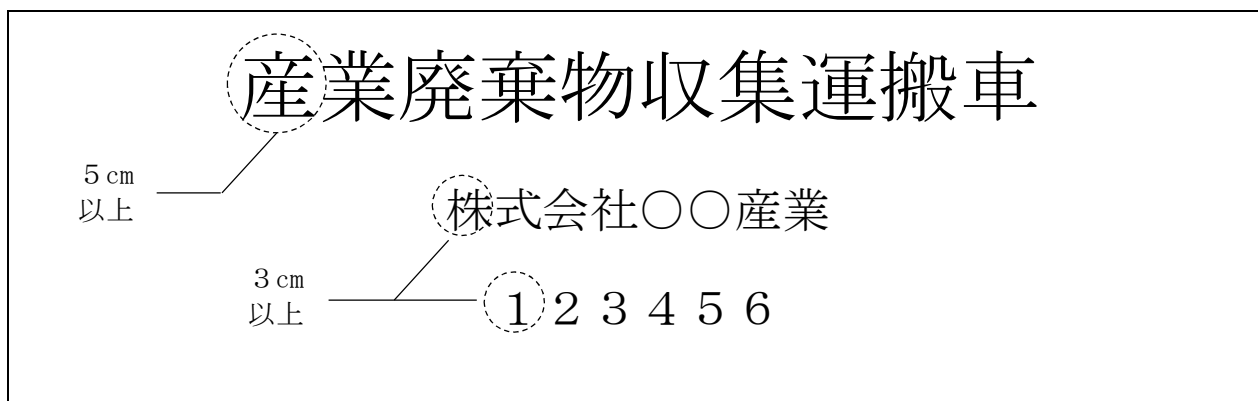 産業廃棄物収集運搬車
５cm
以上
株式会社○○産業
３cm
以上
１２３４５６